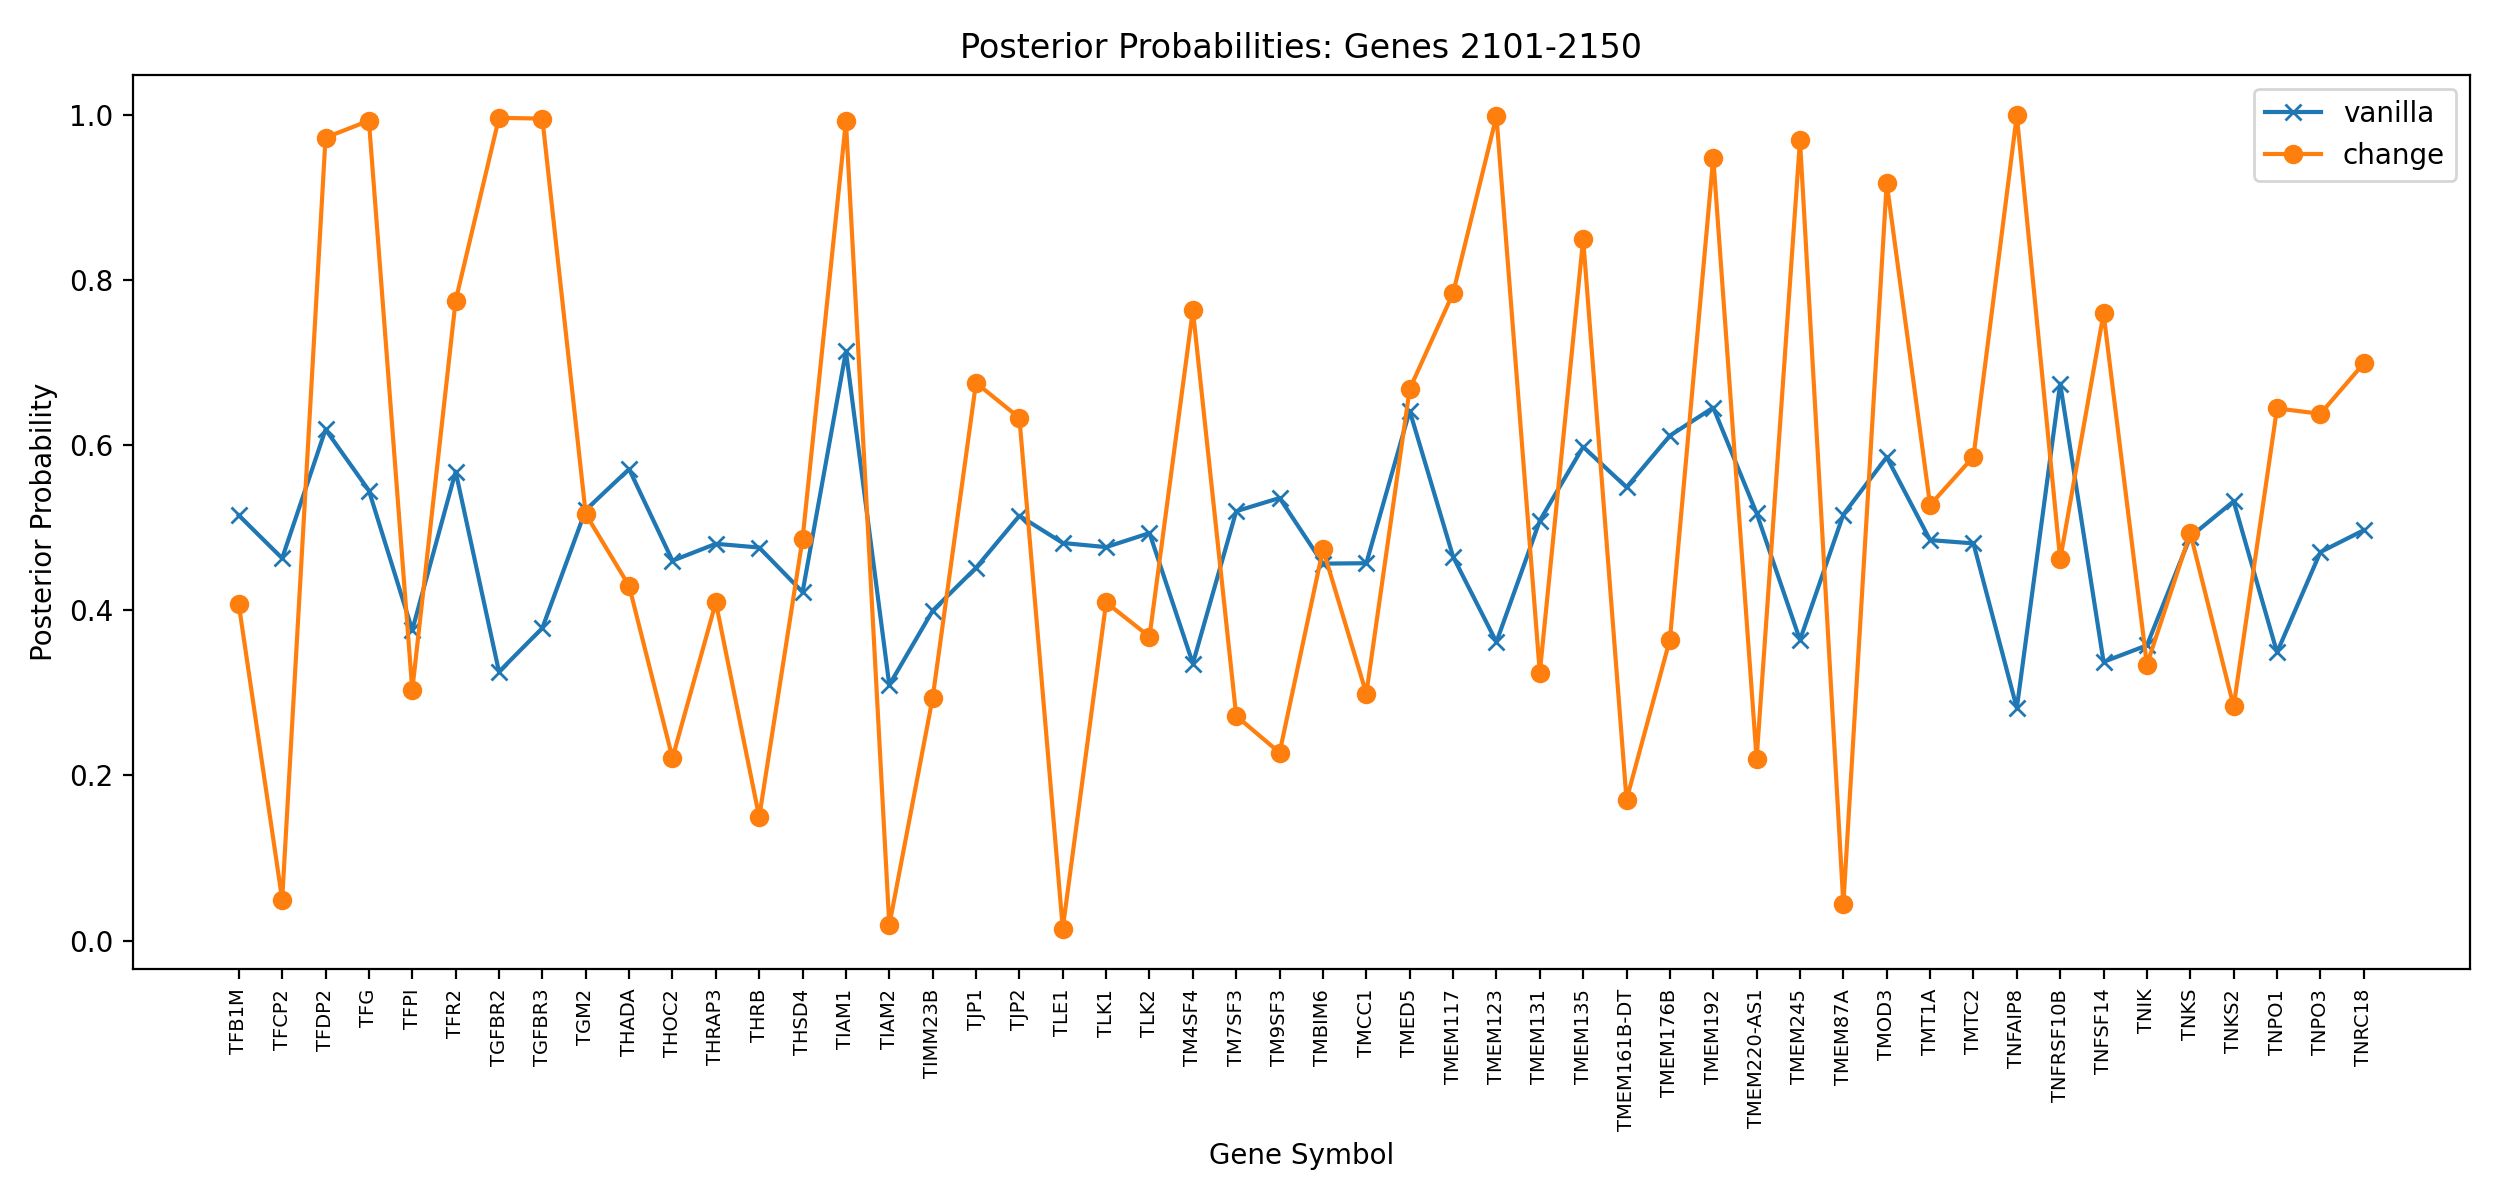 Posterior Probabilities: Genes 2101-2150
vanilla
change
Posterior Probability
1.0
0.8
0.6
0.4
0.2
0.0
TFB1M
TFCP2
TFDP2
TFG
TFPI
TFR2
TGFBR2
TGFBR3
TGM2
THADA
THOC2
THRAP3
THRB
THSD4
TIAM1
TIAM2
TIMM23B
TJP1
TJP2
TLE1
TLK1
TLK2
TM4SF4
TM7SF3
TM9SF3
TMBIM6
TMCC1
TMED5
TMEM117
TMEM123
TMEM131
TMEM135
TMEM161B-DT
TMEM176B
TMEM192
TMEM220-AS1
TMEM245
TMEM87A
TMOD3
TMT1A
TMTC2
TNFAIP8
TNFRSF10B
TNFSF14
TNIK
TNKS
TNKS2
TNPO1
TNPO3
TNRC18
Gene Symbol